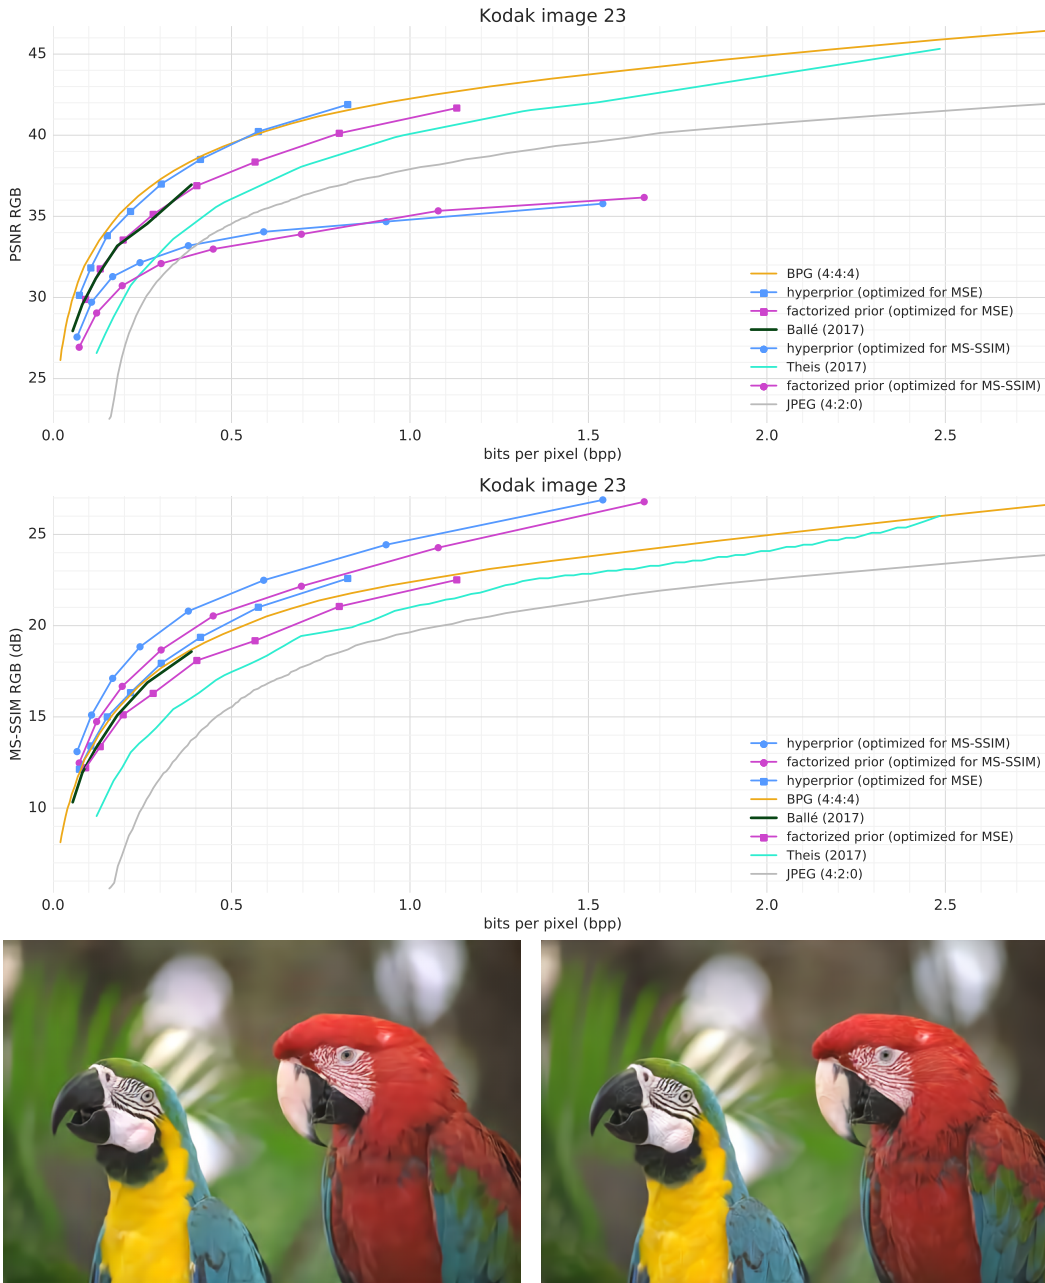 Kodak image 23
45
40
35
30
25
PSNR RGB
BPG (4:4:4)
hyperprior (optimized for MSE)
factorized prior (optimized for MSE)
Ballé (2017)
hyperprior (optimized for MS-SSIM)
Theis (2017)
factorized prior (optimized for MS-SSIM)
JPEG (4:2:0)
0.0 0.5 1.0 1.5 2.0 2.5
bits per pixel (bpp)
Kodak image 23
25
20
15
10
MS-SSIM RGB (dB)
hyperprior (optimized for MS-SSIM)
factorized prior (optimized for MS-SSIM)
hyperprior (optimized for MSE)
BPG (4:4:4)
Ballé (2017)
factorized prior (optimized for MSE)
Theis (2017)
JPEG (4:2:0)
0.0 0.5 1.0 1.5 2.0 2.5
bits per pixel (bpp)